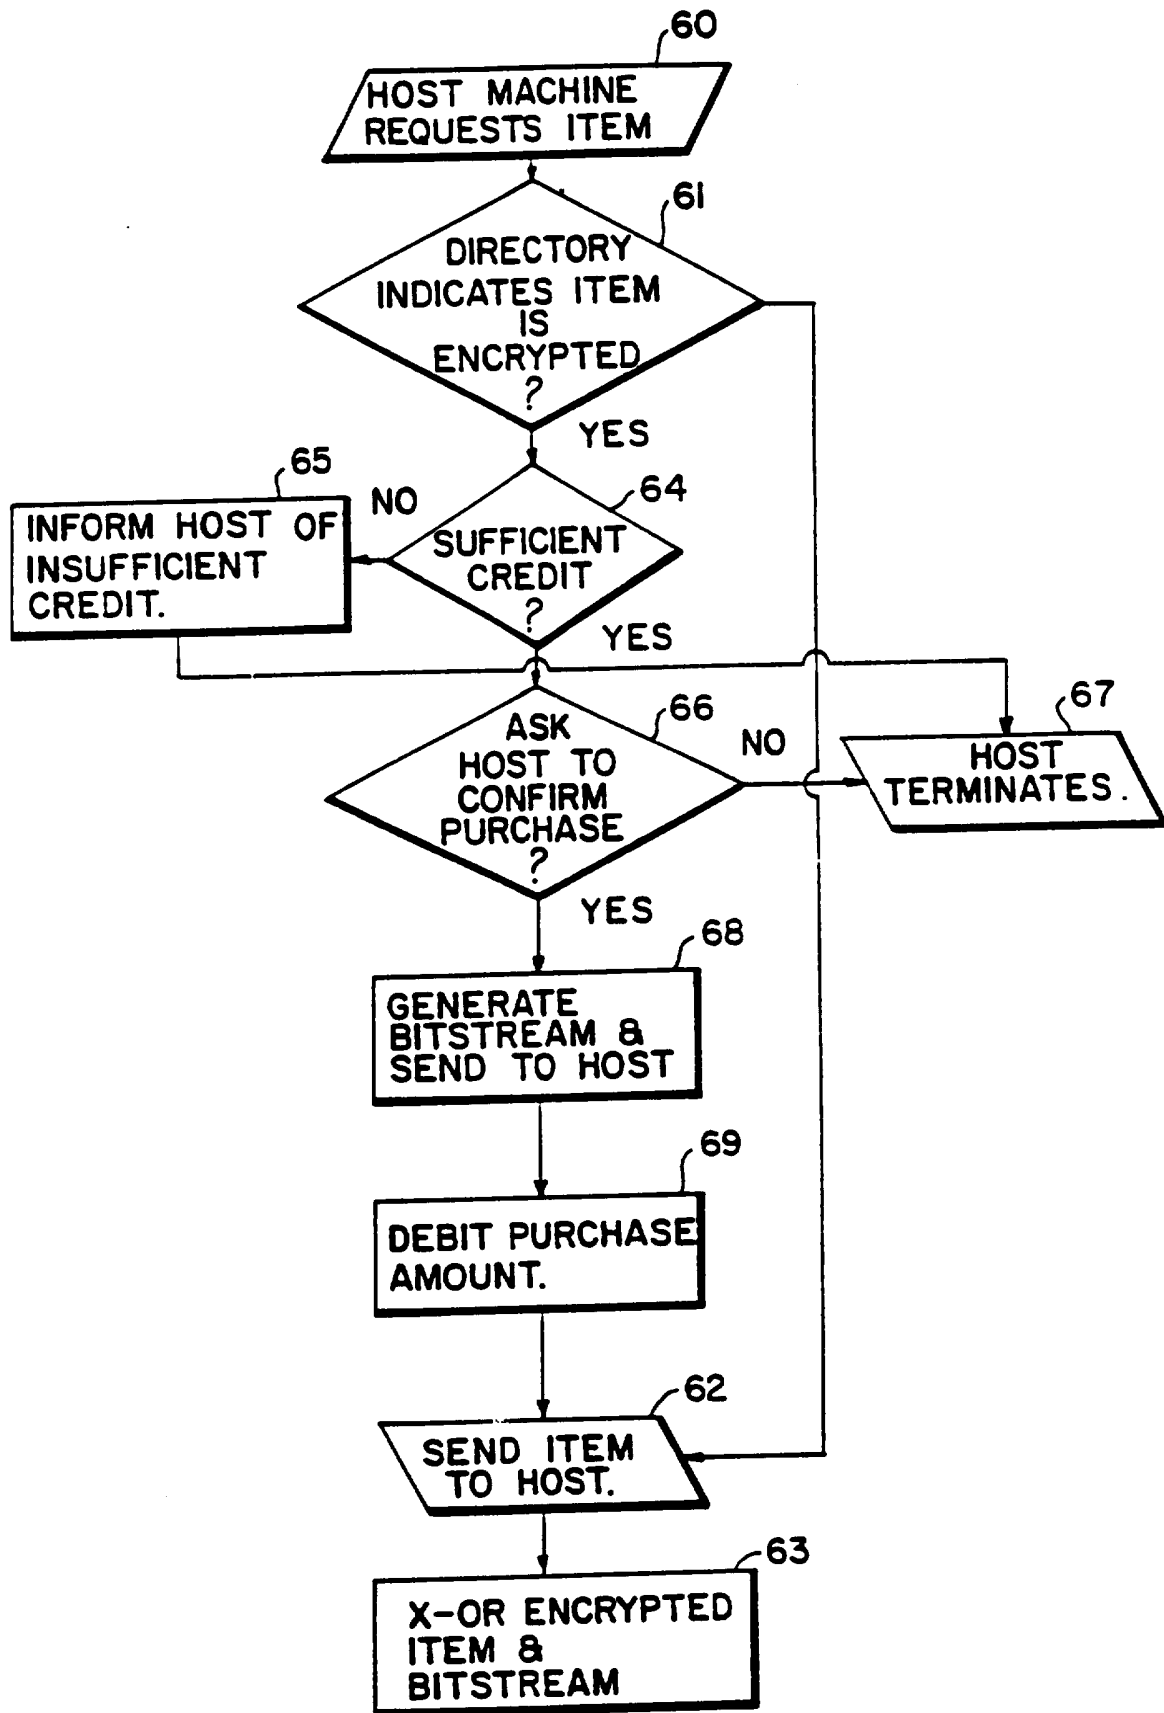 60
HOST MACHINE
REQUESTS ITEM
61
DIRECTORY
INDICATES ITEM
IS
ENCRYPTED
?
YES
65
NO
64
INFORM HOST OF
INSUFFICIENT
CREDIT.
SUFFICIENT
CREDIT
?
YES
66
ASK
HOST TO
CONFIRM
PURCHASE
?
NO
67
HOST
TERMINATES.
YES
68
GENERATE
BITSTREAM &
SEND TO HOST
69
DEBIT PURCHASE
AMOUNT.
62
SEND ITEM
TO HOST.
63
X-OR ENCRYPTED
ITEM &
BITSTREAM